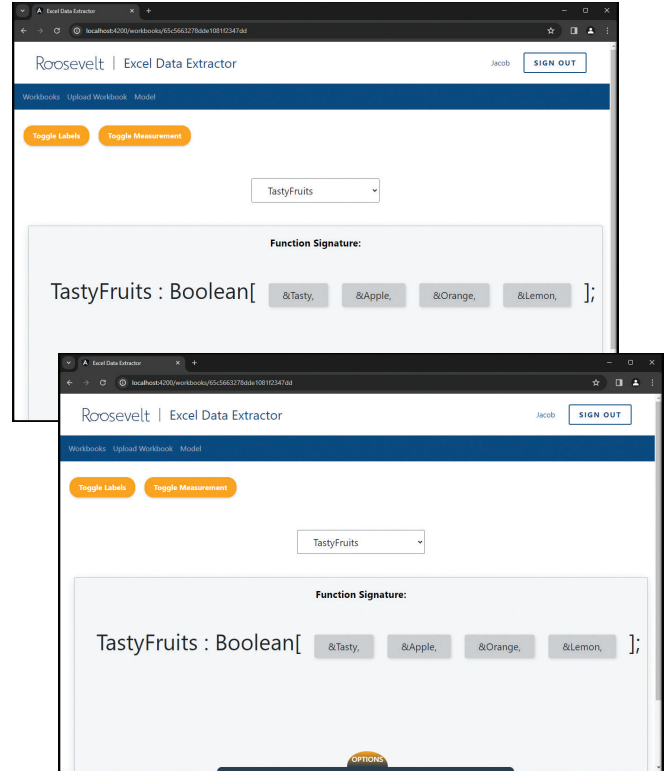 Excel Data Extractor
localhost:4200/workbooks/65c5663278dde1081f2347dd
Roosevelt | Excel Data Extractor Jacob SIGN OUT
Workbooks Upload Workbook Model
Toggle Labels Toggle Measurement
TastyFruits
Function Signature:
TastyFruits : Boolean[ &Tasty, &Apple, &Orange, &Lemon, ];
Excel Data Extractor
localhost:4200/workbooks/65c5663278dde1081f2347dd
Roosevelt | Excel Data Extractor Jacob SIGN OUT
Workbooks Upload Workbook Model
Toggle Labels Toggle Measurement
TastyFruits
Function Signature:
TastyFruits : Boolean[ &Tasty, &Apple, &Orange, &Lemon, ];
OPTIONS